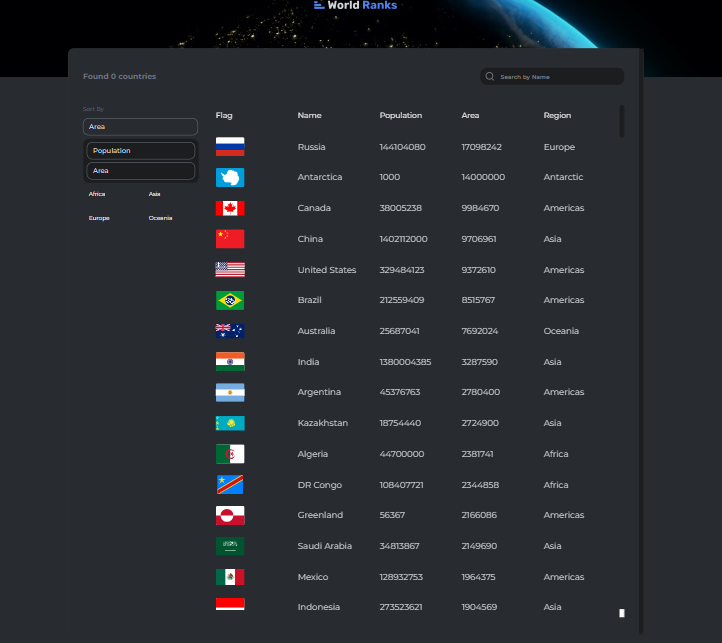 World Ranks
Found 0 countries
Search by Name
Sort By
Area
Population
Area
Africa Asia
Europe Oceania
Flag Name Population Area Region
Russia 144104080 17098242 Europe
Antarctica 1000 14000000 Antarctic
Canada 38005238 9984670 Americas
China 1402112000 9706961 Asia
United States 329484123 9372610 Americas
Brazil 212559409 8515767 Americas
Australia 25687041 7692024 Oceania
India 1380004385 3287590 Asia
Argentina 45376763 2780400 Americas
Kazakhstan 18754440 2724900 Asia
Algeria 44700000 2381741 Africa
DR Congo 108407721 2344858 Africa
Greenland 56367 2166086 Americas
Saudi Arabia 34813867 2149690 Asia
Mexico 128932753 1964375 Americas
Indonesia 273523621 1904569 Asia